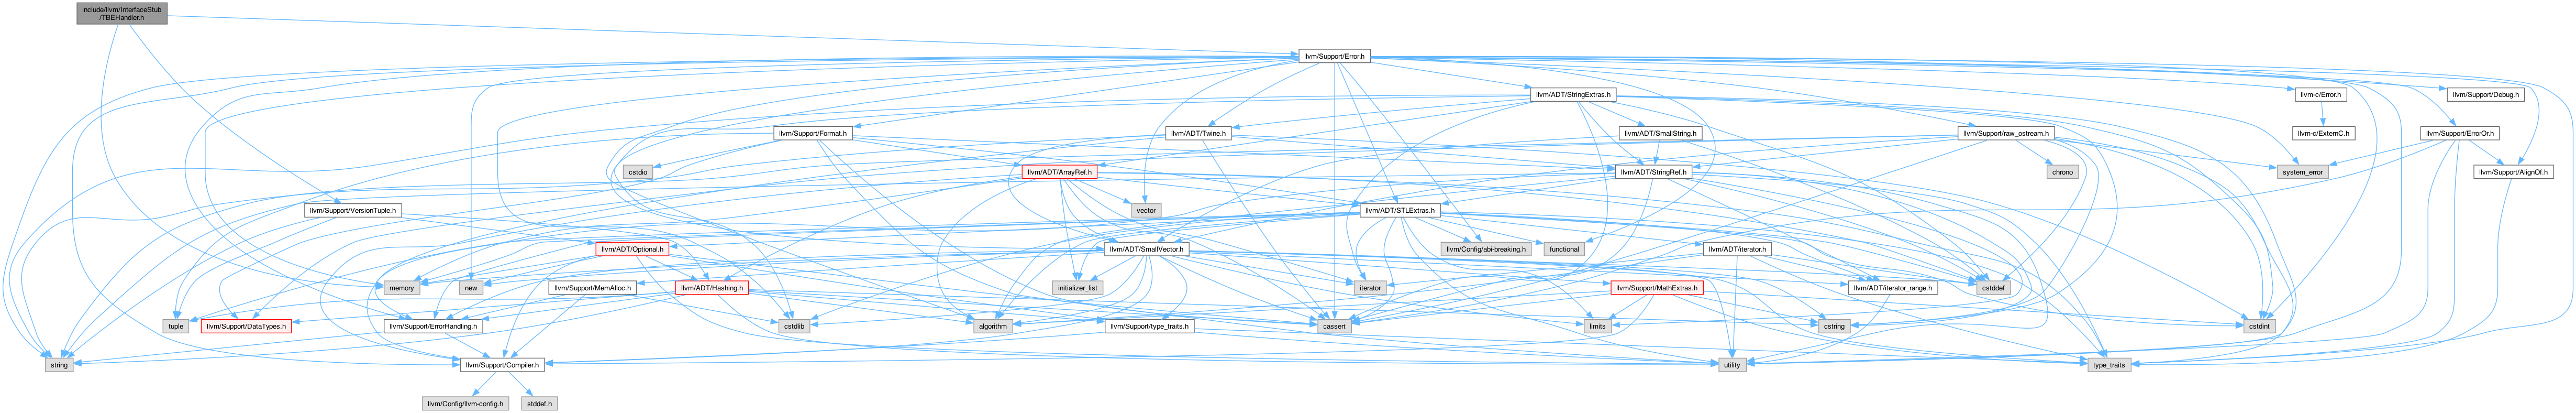 include/llvm/InterfaceStub
/TBEHandler.h
llvm/Support/Error.h
llvm/ADT/StringExtras.h
llvm-c/Error.h
llvm/Support/Debug.h
llvm/Support/Format.h
llvm/ADT/Twine.h
llvm/ADT/SmallString.h
llvm/Support/raw_ostream.h
llvm-c/ExternC.h
llvm/Support/ErrorOr.h
cstdio
llvm/ADT/ArrayRef.h
llvm/ADT/StringRef.h
chrono
system_error
llvm/Support/AlignOf.h
llvm/Support/VersionTuple.h
vector
llvm/ADT/STLExtras.h
llvm/ADT/Optional.h
llvm/ADT/SmallVector.h
llvm/Config/abi-breaking.h
functional
llvm/ADT/iterator.h
memory
new
llvm/Support/MemAlloc.h
llvm/ADT/Hashing.h
initializer_list
iterator
llvm/Support/MathExtras.h
llvm/ADT/iterator_range.h
cstddef
tuple
llvm/Support/DataTypes.h
llvm/Support/ErrorHandling.h
cstdlib
algorithm
llvm/Support/type_traits.h
cassert
limits
cstring
cstdint
string
llvm/Support/Compiler.h
utility
type_traits
llvm/Config/llvm-config.h
stddef.h